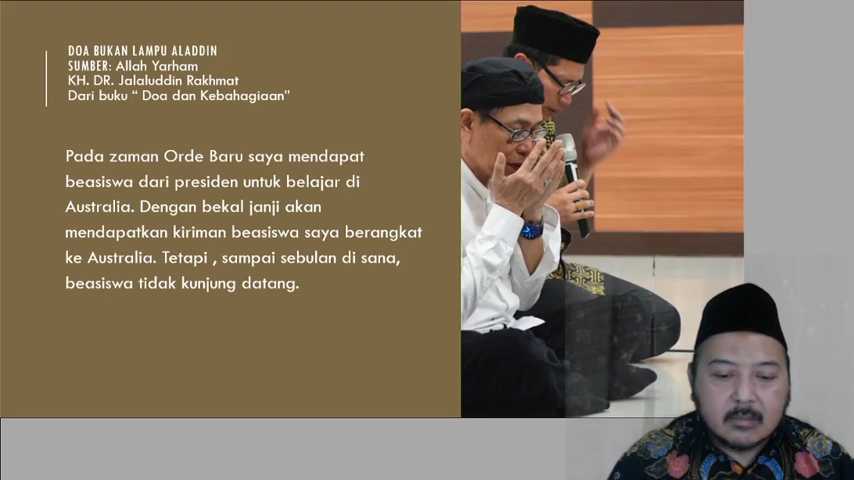 DOA BUKAN LAMPU ALADDIN
SUMBER: Allah Yarham
KH. DR. Jalaluddin Rakhmat
Dari buku “ Doa dan Kebahagiaan”
Pada zaman Orde Baru saya mendapat
beasiswa dari presiden untuk belajar di
Australia. Dengan bekal janji akan
mendapatkan kiriman beasiswa saya berangkat
ke Australia. Tetapi , sampai sebulan di sana,
beasiswa tidak kunjung datang.